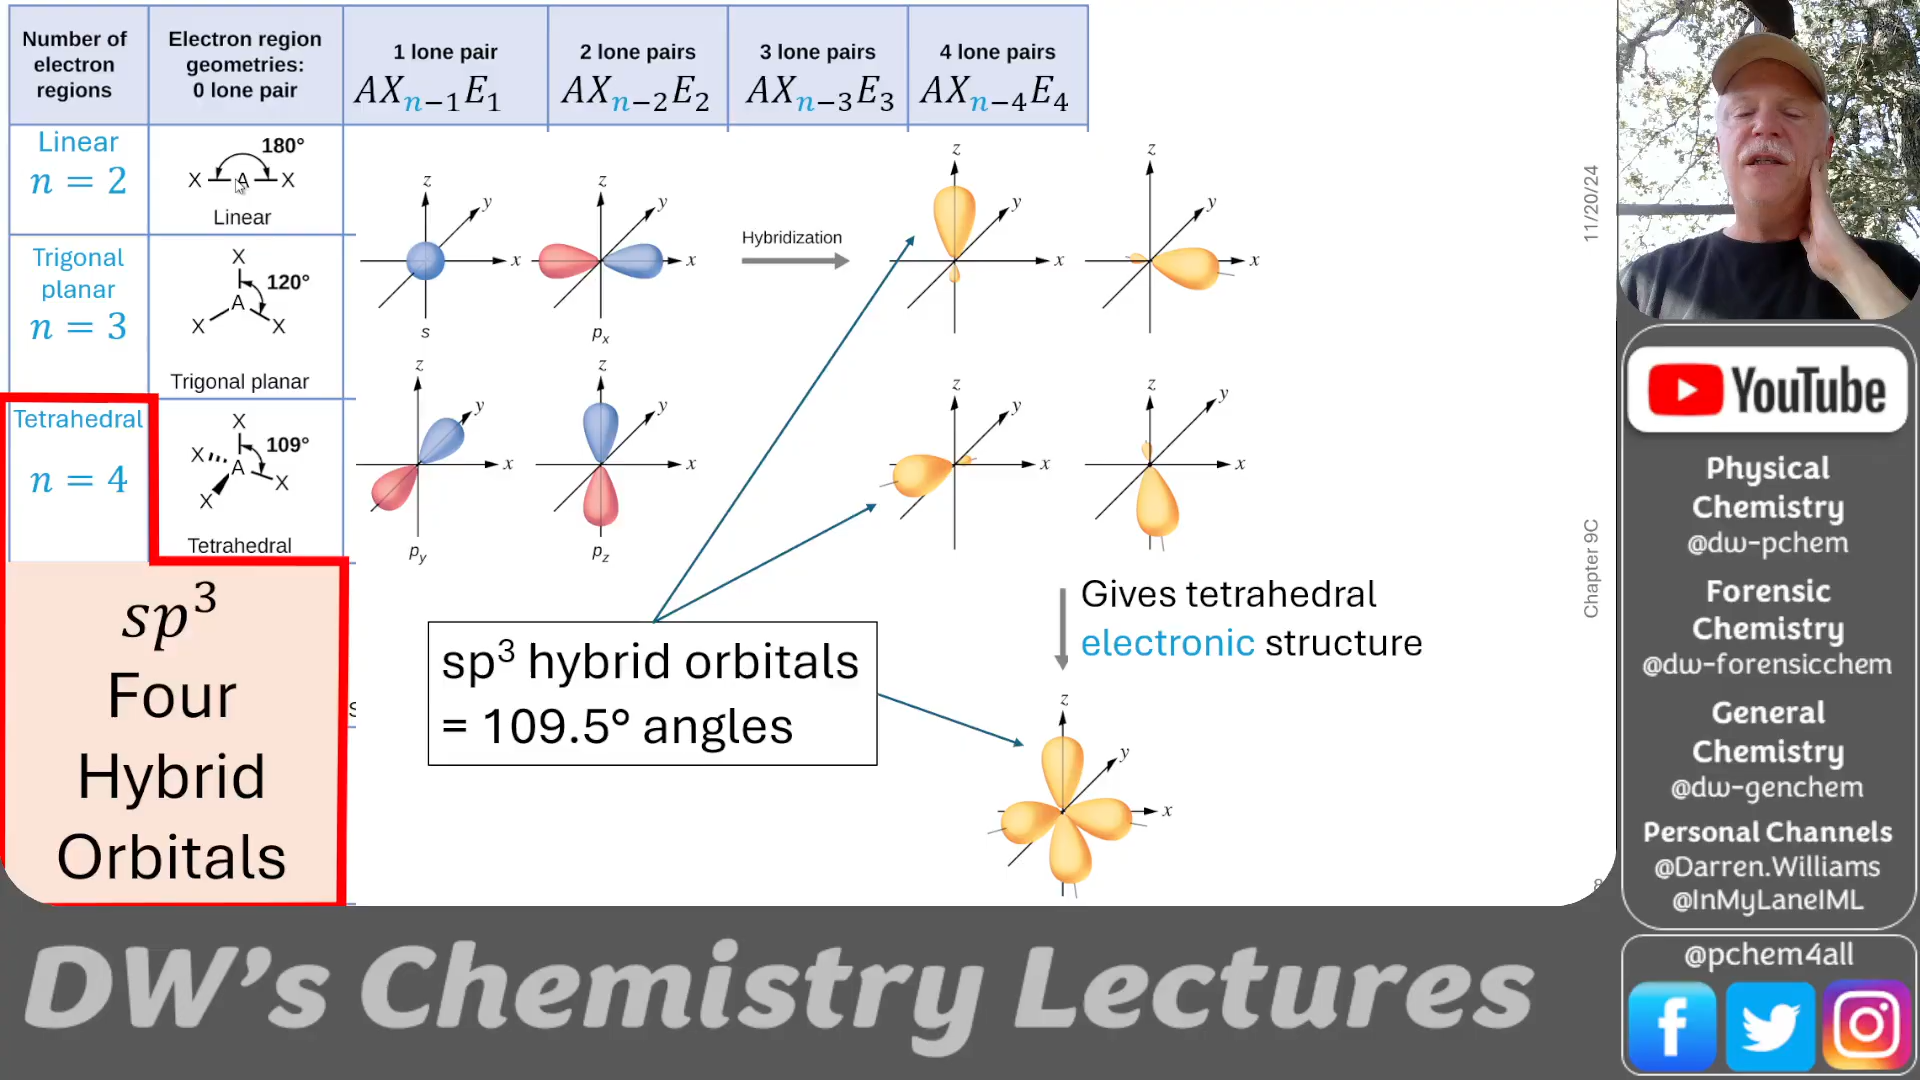 Number of
electron
regions
Electron region
geometries:
0 lone pair
1 lone pair
AXn−1E1
2 lone pairs
AXn−2E2
3 lone pairs
AXn−3E3
4 lone pairs
AXn−4E4
Linear
n = 2
180°
X A X
Linear
Trigonal
planar
n = 3
X
120°
A
X X
Trigonal planar
Tetrahedral
n = 4
X
109°
X A
X X
Tetrahedral
sp³
Four
Hybrid
Orbitals
z
y
x
s
z
y
x
px
Hybridization
z
y
x
z
y
x
z
y
x
py
z
y
x
pz
z
y
x
z
y
x
s
sp³ hybrid orbitals
= 109.5° angles
Gives tetrahedral
electronic structure
z
y
x
11/20/24
Chapter 9C
YouTube
Physical
Chemistry
@dw-pchem
Forensic
Chemistry
@dw-forensicchem
General
Chemistry
@dw-genchem
Personal Channels
@Darren.Williams
@InMyLaneIML
@pchem4all
DW's Chemistry Lectures